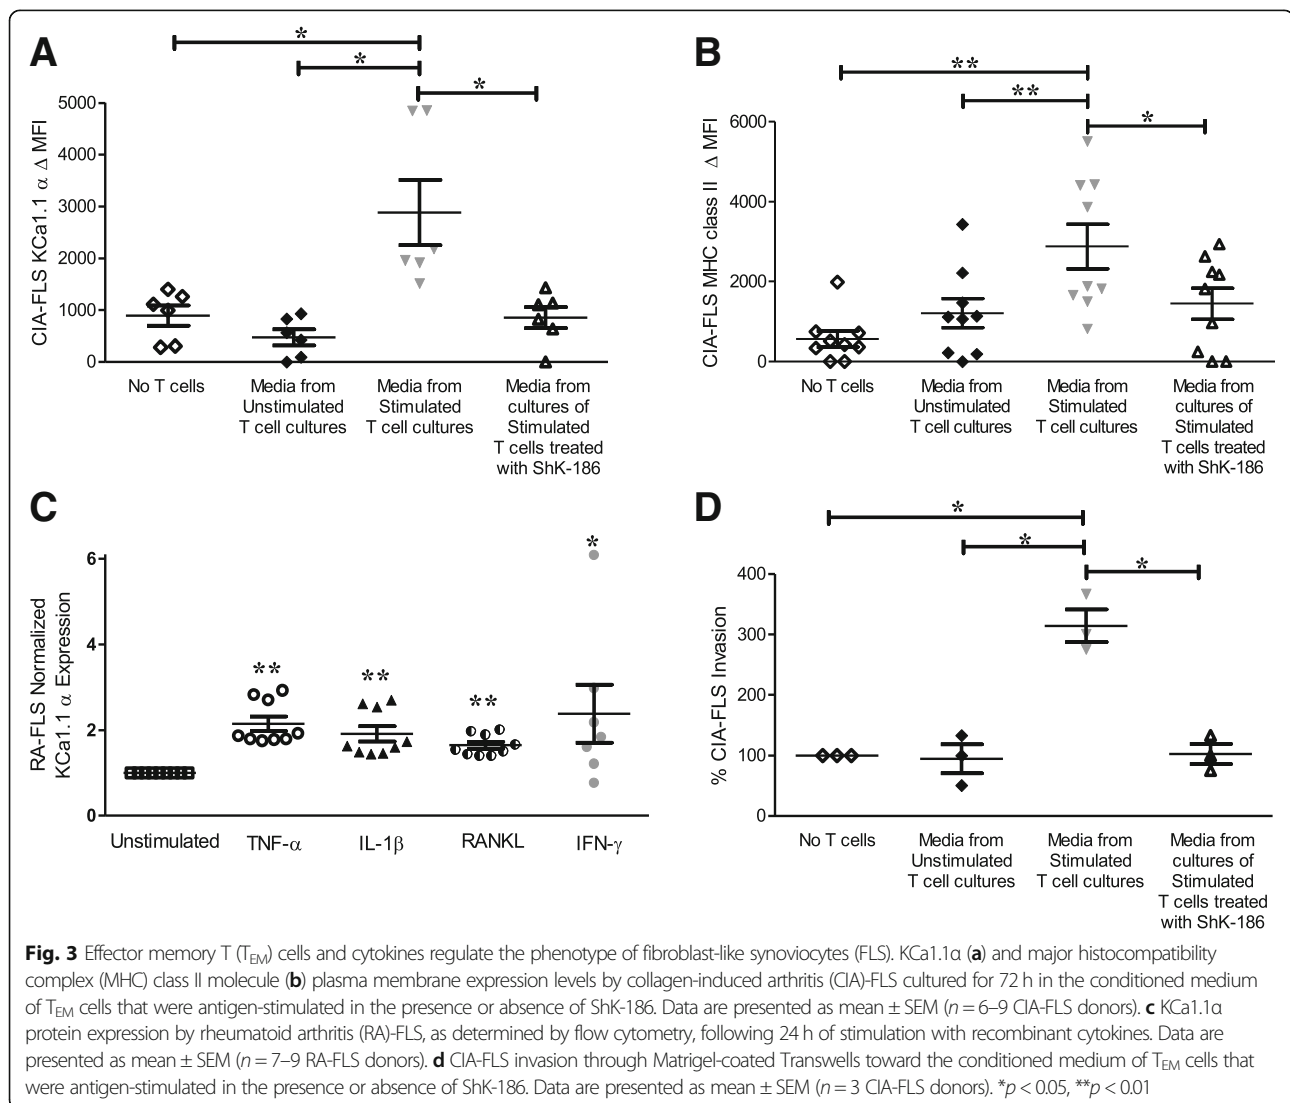 A
*
*
*
CIA-FLS KCa1.1 α Δ MFI
5000
4000
3000
2000
1000
0
No T cells
Media from
Unstimulated
T cell cultures
Media from
Stimulated
T cell cultures
Media from
cultures of
Stimulated
T cells treated
with ShK-186
B
**
**
*
CIA-FLS MHC class II Δ MFI
6000
4000
2000
0
No T cells
Media from
Unstimulated
T cell cultures
Media from
Stimulated
T cell cultures
Media from
cultures of
Stimulated
T cells treated
with ShK-186
C
RA-FLS Normalized
KCa1.1 α Expression
6
4
2
0
**
**
**
*
Unstimulated
TNF-α
IL-1β
RANKL
IFN-γ
D
*
*
*
% CIA-FLS Invasion
400
300
200
100
0
No T cells
Media from
Unstimulated
T cell cultures
Media from
Stimulated
T cell cultures
Media from
cultures of
Stimulated
T cells treated
with ShK-186
Fig. 3 Effector memory T (TEM) cells and cytokines regulate the phenotype of fibroblast-like synoviocytes (FLS). KCa1.1α (a) and major histocompatibility
complex (MHC) class II molecule (b) plasma membrane expression levels by collagen-induced arthritis (CIA)-FLS cultured for 72 h in the conditioned medium
of TEM cells that were antigen-stimulated in the presence or absence of ShK-186. Data are presented as mean ± SEM (n = 6–9 CIA-FLS donors). c KCa1.1α
protein expression by rheumatoid arthritis (RA)-FLS, as determined by flow cytometry, following 24 h of stimulation with recombinant cytokines. Data are
presented as mean ± SEM (n = 7–9 RA-FLS donors). d CIA-FLS invasion through Matrigel-coated Transwells toward the conditioned medium of TEM cells that
were antigen-stimulated in the presence or absence of ShK-186. Data are presented as mean ± SEM (n = 3 CIA-FLS donors). *p < 0.05, **p < 0.01